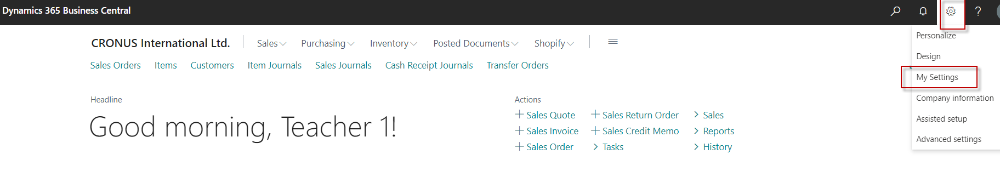 Dynamics 365 Business Central
?
CRONUS International Ltd. Sales Purchasing Inventory Posted Documents Shopify
Sales Orders Items Customers Item Journals Sales Journals Cash Receipt Journals Transfer Orders
Headline
Good morning, Teacher 1!
Actions
+ Sales Quote + Sales Return Order > Sales
+ Sales Invoice + Sales Credit Memo > Reports
+ Sales Order > Tasks > History
Personalize
Design
My Settings
Company information
Assisted setup
Advanced settings